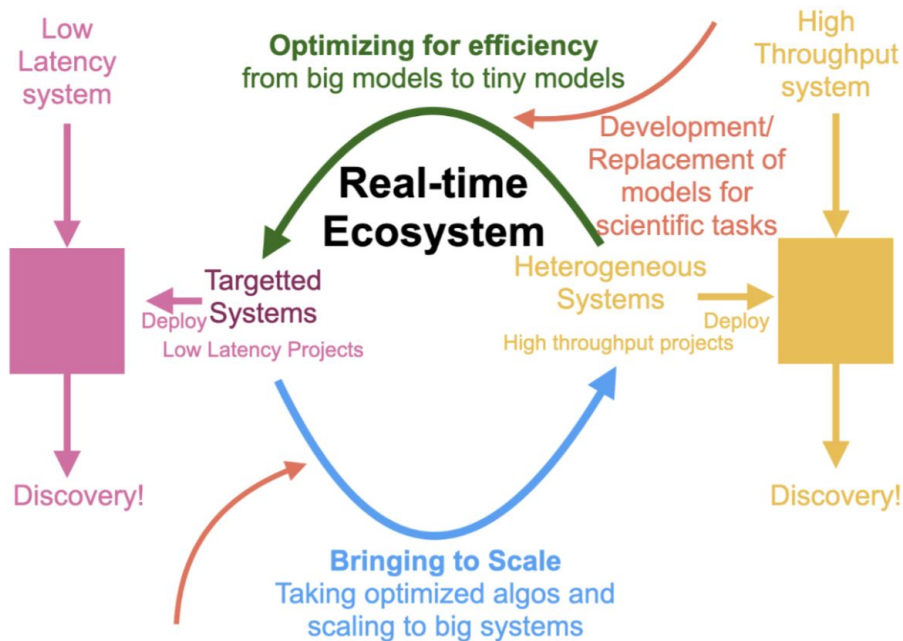 Low
Latency
system
Optimizing for efficiency
from big models to tiny models
High
Throughput
system
Development/
Replacement of
models for
scientific tasks
Real-time
Ecosystem
Targetted
Systems
Deploy
Low Latency Projects
Heterogeneous
Systems
Deploy
High throughput projects
Discovery!
Discovery!
Bringing to Scale
Taking optimized algos and
scaling to big systems